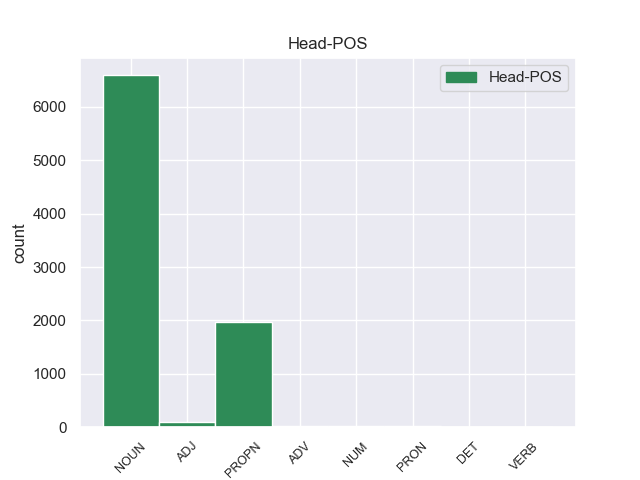 Head-POS
Head-POS
6000
5000
4000
3000
2000
1000
0
count
NOUN
ADJ
PROPN
ADV
NUM
PRON
DET
VERB